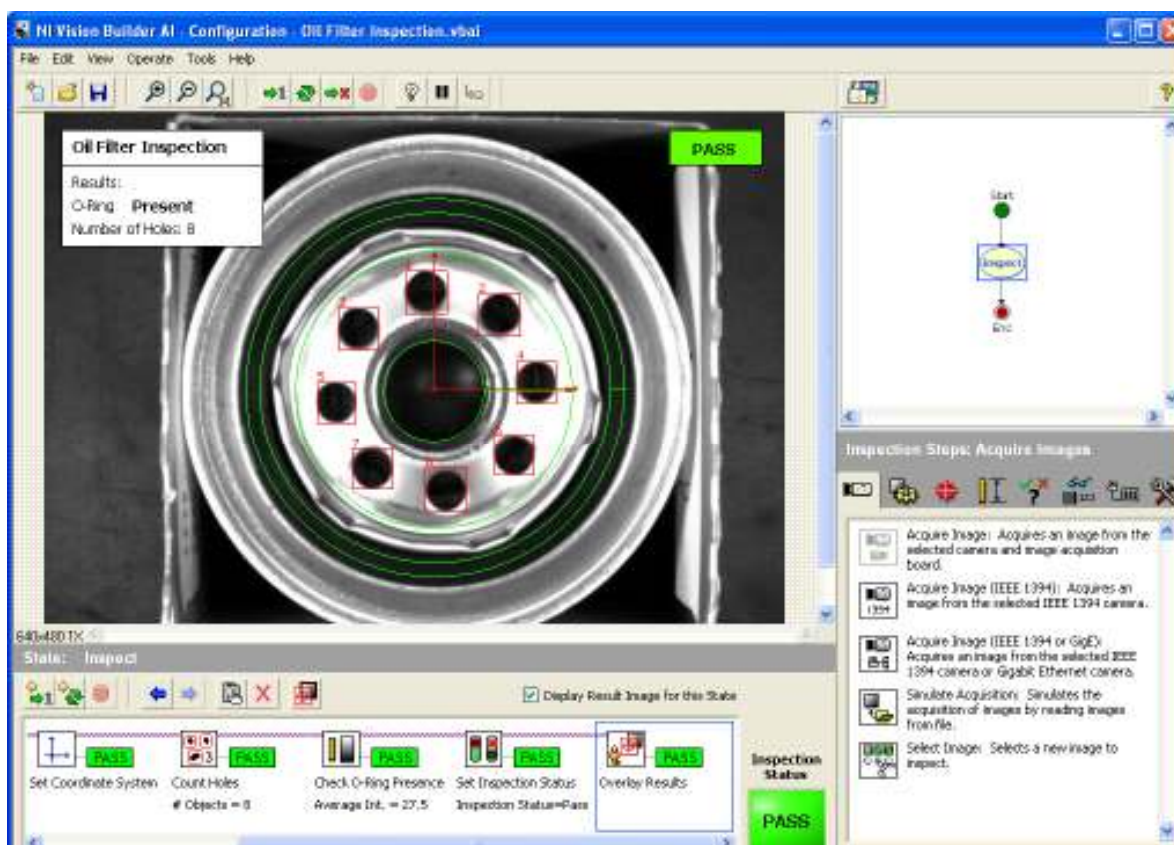 NI Vision Builder AI - Configuration - Oil Filter Inspection.vbai
File Edit View Operate Tools Help
Oil Filter Inspection
Results:
O-Ring: Present
Number of Holes: 8
PASS
Start
Inspect
End
640x480 1X
State: Inspect
Display Result Image for this State
PASS
Set Coordinate System
PASS
Count Holes
# Objects = 8
PASS
Check O-Ring Presence
Average Int. = 27.5
PASS
Set Inspection Status
Inspection Status=Pass
PASS
Overlay Results
Inspection
Status
PASS
Inspection Steps: Acquire Images
Acquire Image: Acquires an image from the
selected camera and image acquisition
board.
1394
Acquire Image (IEEE 1394): Acquires an
image from the selected IEEE 1394 camera.
Acquire Image (IEEE 1394 or GigE):
Acquires an image from the selected IEEE
1394 camera or Gigabit Ethernet camera.
Simulate Acquisition: Simulates the
acquisition of images by reading images
from file.
Select Image: Selects a new image to
inspect.